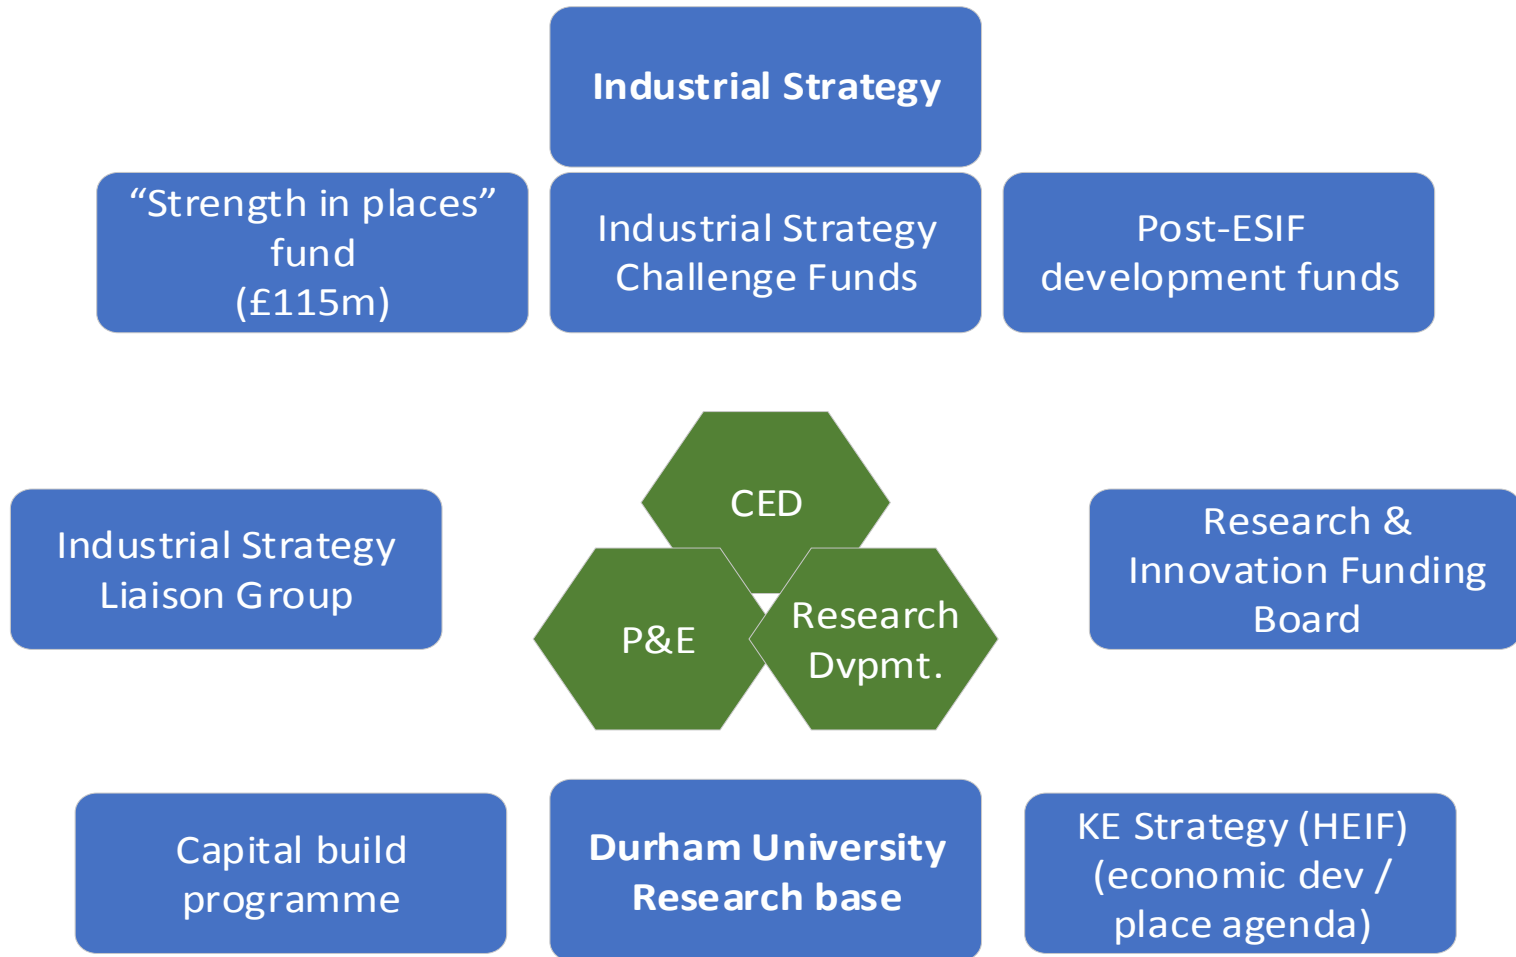 Industrial Strategy
“Strength in places”
fund
(£115m)
Industrial Strategy
Challenge Funds
Post-ESIF
development funds
CED
Industrial Strategy
Liaison Group
P&E
Research
Dvpmt.
Research &
Innovation Funding
Board
Capital build
programme
Durham University
Research base
KE Strategy (HEIF)
(economic dev /
place agenda)